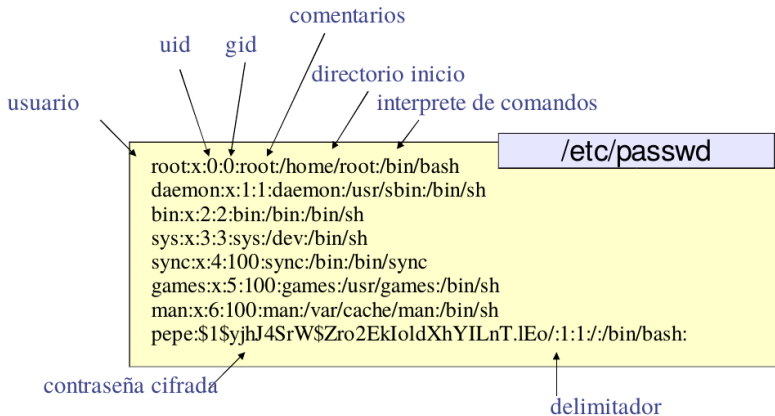 comentarios
uid
gid
directorio inicio
usuario
interprete de comandos
/etc/passwd
root:x:0:0:root:/home/root:/bin/bash
daemon:x:1:1:daemon:/usr/sbin:/bin/sh
bin:x:2:2:bin:/bin:/bin/sh
sys:x:3:3:sys:/dev:/bin/sh
sync:x:4:100:sync:/bin:/bin/sync
games:x:5:100:games:/usr/games:/bin/sh
man:x:6:100:man:/var/cache/man:/bin/sh
pepe:$1$yjhJ4SrW$Zro2EkIoldXhYILnT.lEo/:1:1:/:/bin/bash:
contraseña cifrada
delimitador